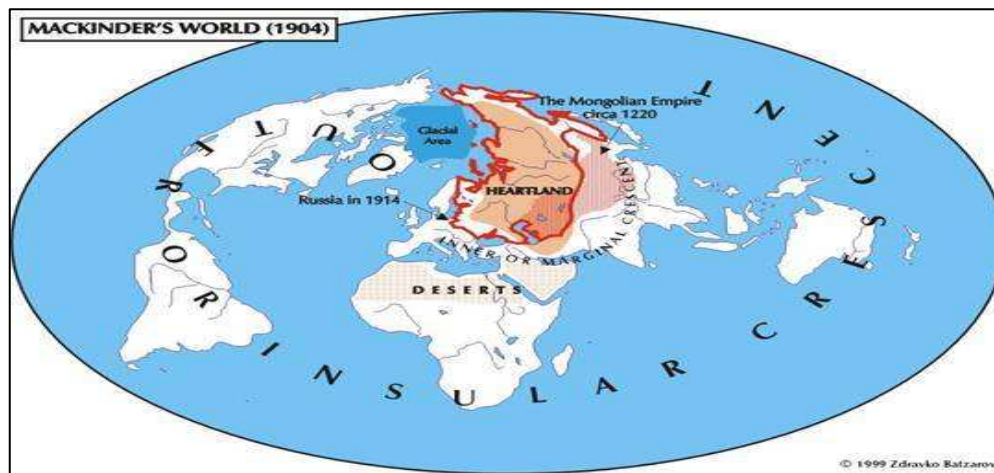 MACKINDER'S WORLD (1904)
The Mongolian Empire
circa 1220
Glacial
Area
HEARTLAND
Russia in 1914
INNER OR MARGINAL CRESCENT
DESERTS
OUTER OR INSULAR CRESCENT
© 1999 Zdravko Batzarov